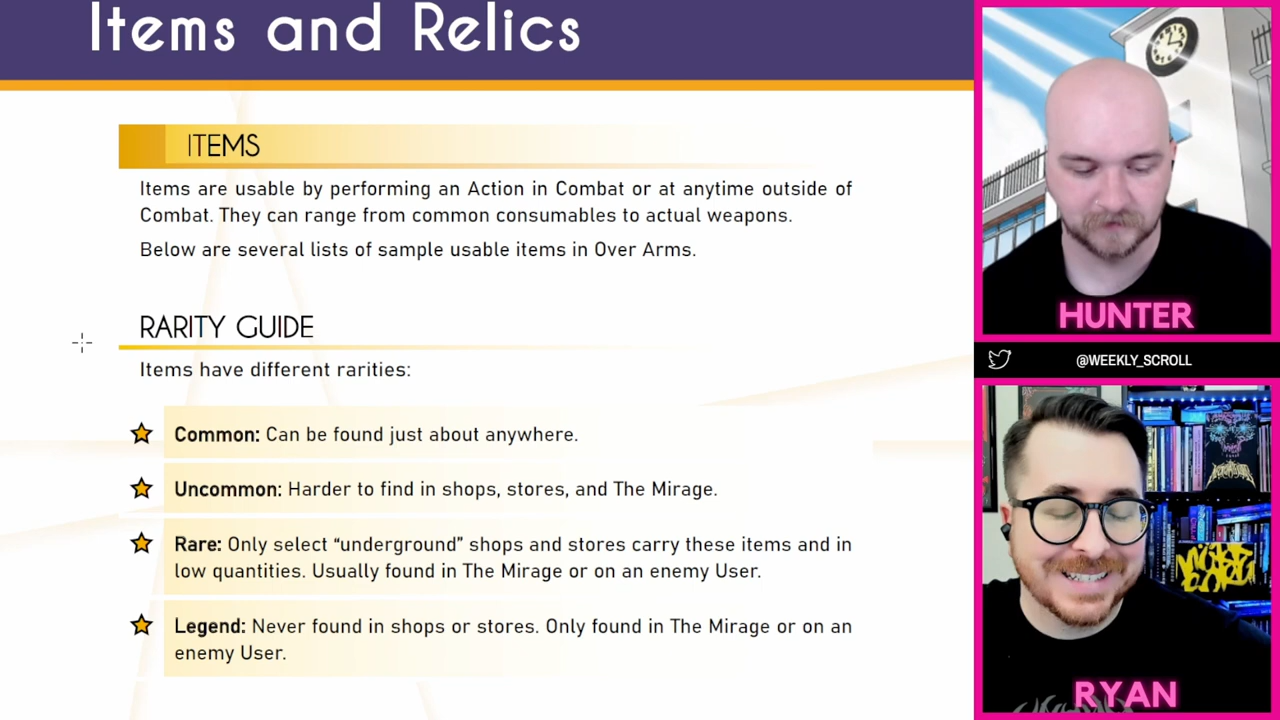 Items and Relics
ITEMS
Items are usable by performing an Action in Combat or at anytime outside of
Combat. They can range from common consumables to actual weapons.
Below are several lists of sample usable items in Over Arms.
RARITY GUIDE
Items have different rarities:
Common: Can be found just about anywhere.
Uncommon: Harder to find in shops, stores, and The Mirage.
Rare: Only select “underground” shops and stores carry these items and in
low quantities. Usually found in The Mirage or on an enemy User.
Legend: Never found in shops or stores. Only found in The Mirage or on an
enemy User.
HUNTER
@WEEKLY_SCROLL
RYAN